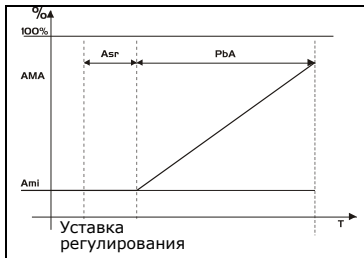 %
100%
Asr PbA
AMA
Ami
T
Уставка
регулирования